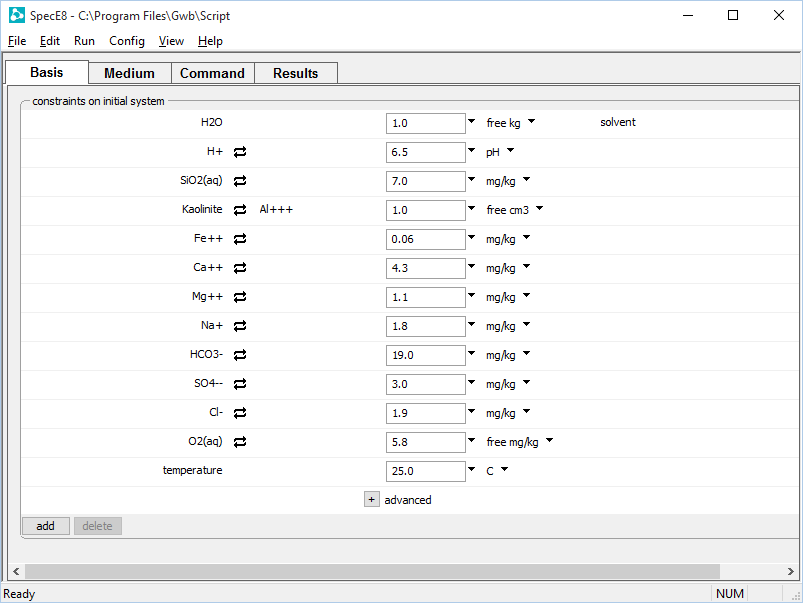 SpecE8 - C:\Program Files\Gwb\Script
File Edit Run Config View Help
Basis Medium Command Results
constraints on initial system
H2O 1.0 free kg solvent
H+ 6.5 pH
SiO2(aq) 7.0 mg/kg
Kaolinite Al+++ 1.0 free cm3
Fe++ 0.06 mg/kg
Ca++ 4.3 mg/kg
Mg++ 1.1 mg/kg
Na+ 1.8 mg/kg
HCO3- 19.0 mg/kg
SO4-- 3.0 mg/kg
Cl- 1.9 mg/kg
O2(aq) 5.8 free mg/kg
temperature 25.0 C
+ advanced
add delete
Ready NUM